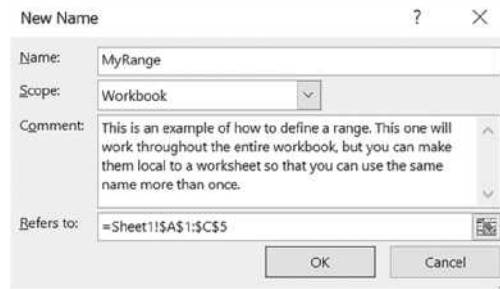 New Name ? ×
Name: MyRange
Scope: Workbook
Comment: This is an example of how to define a range. This one will
work throughout the entire workbook, but you can make
them local to a worksheet so that you can use the same
name more than once.
Refers to: =Sheet1!$A$1:$C$5
OK Cancel